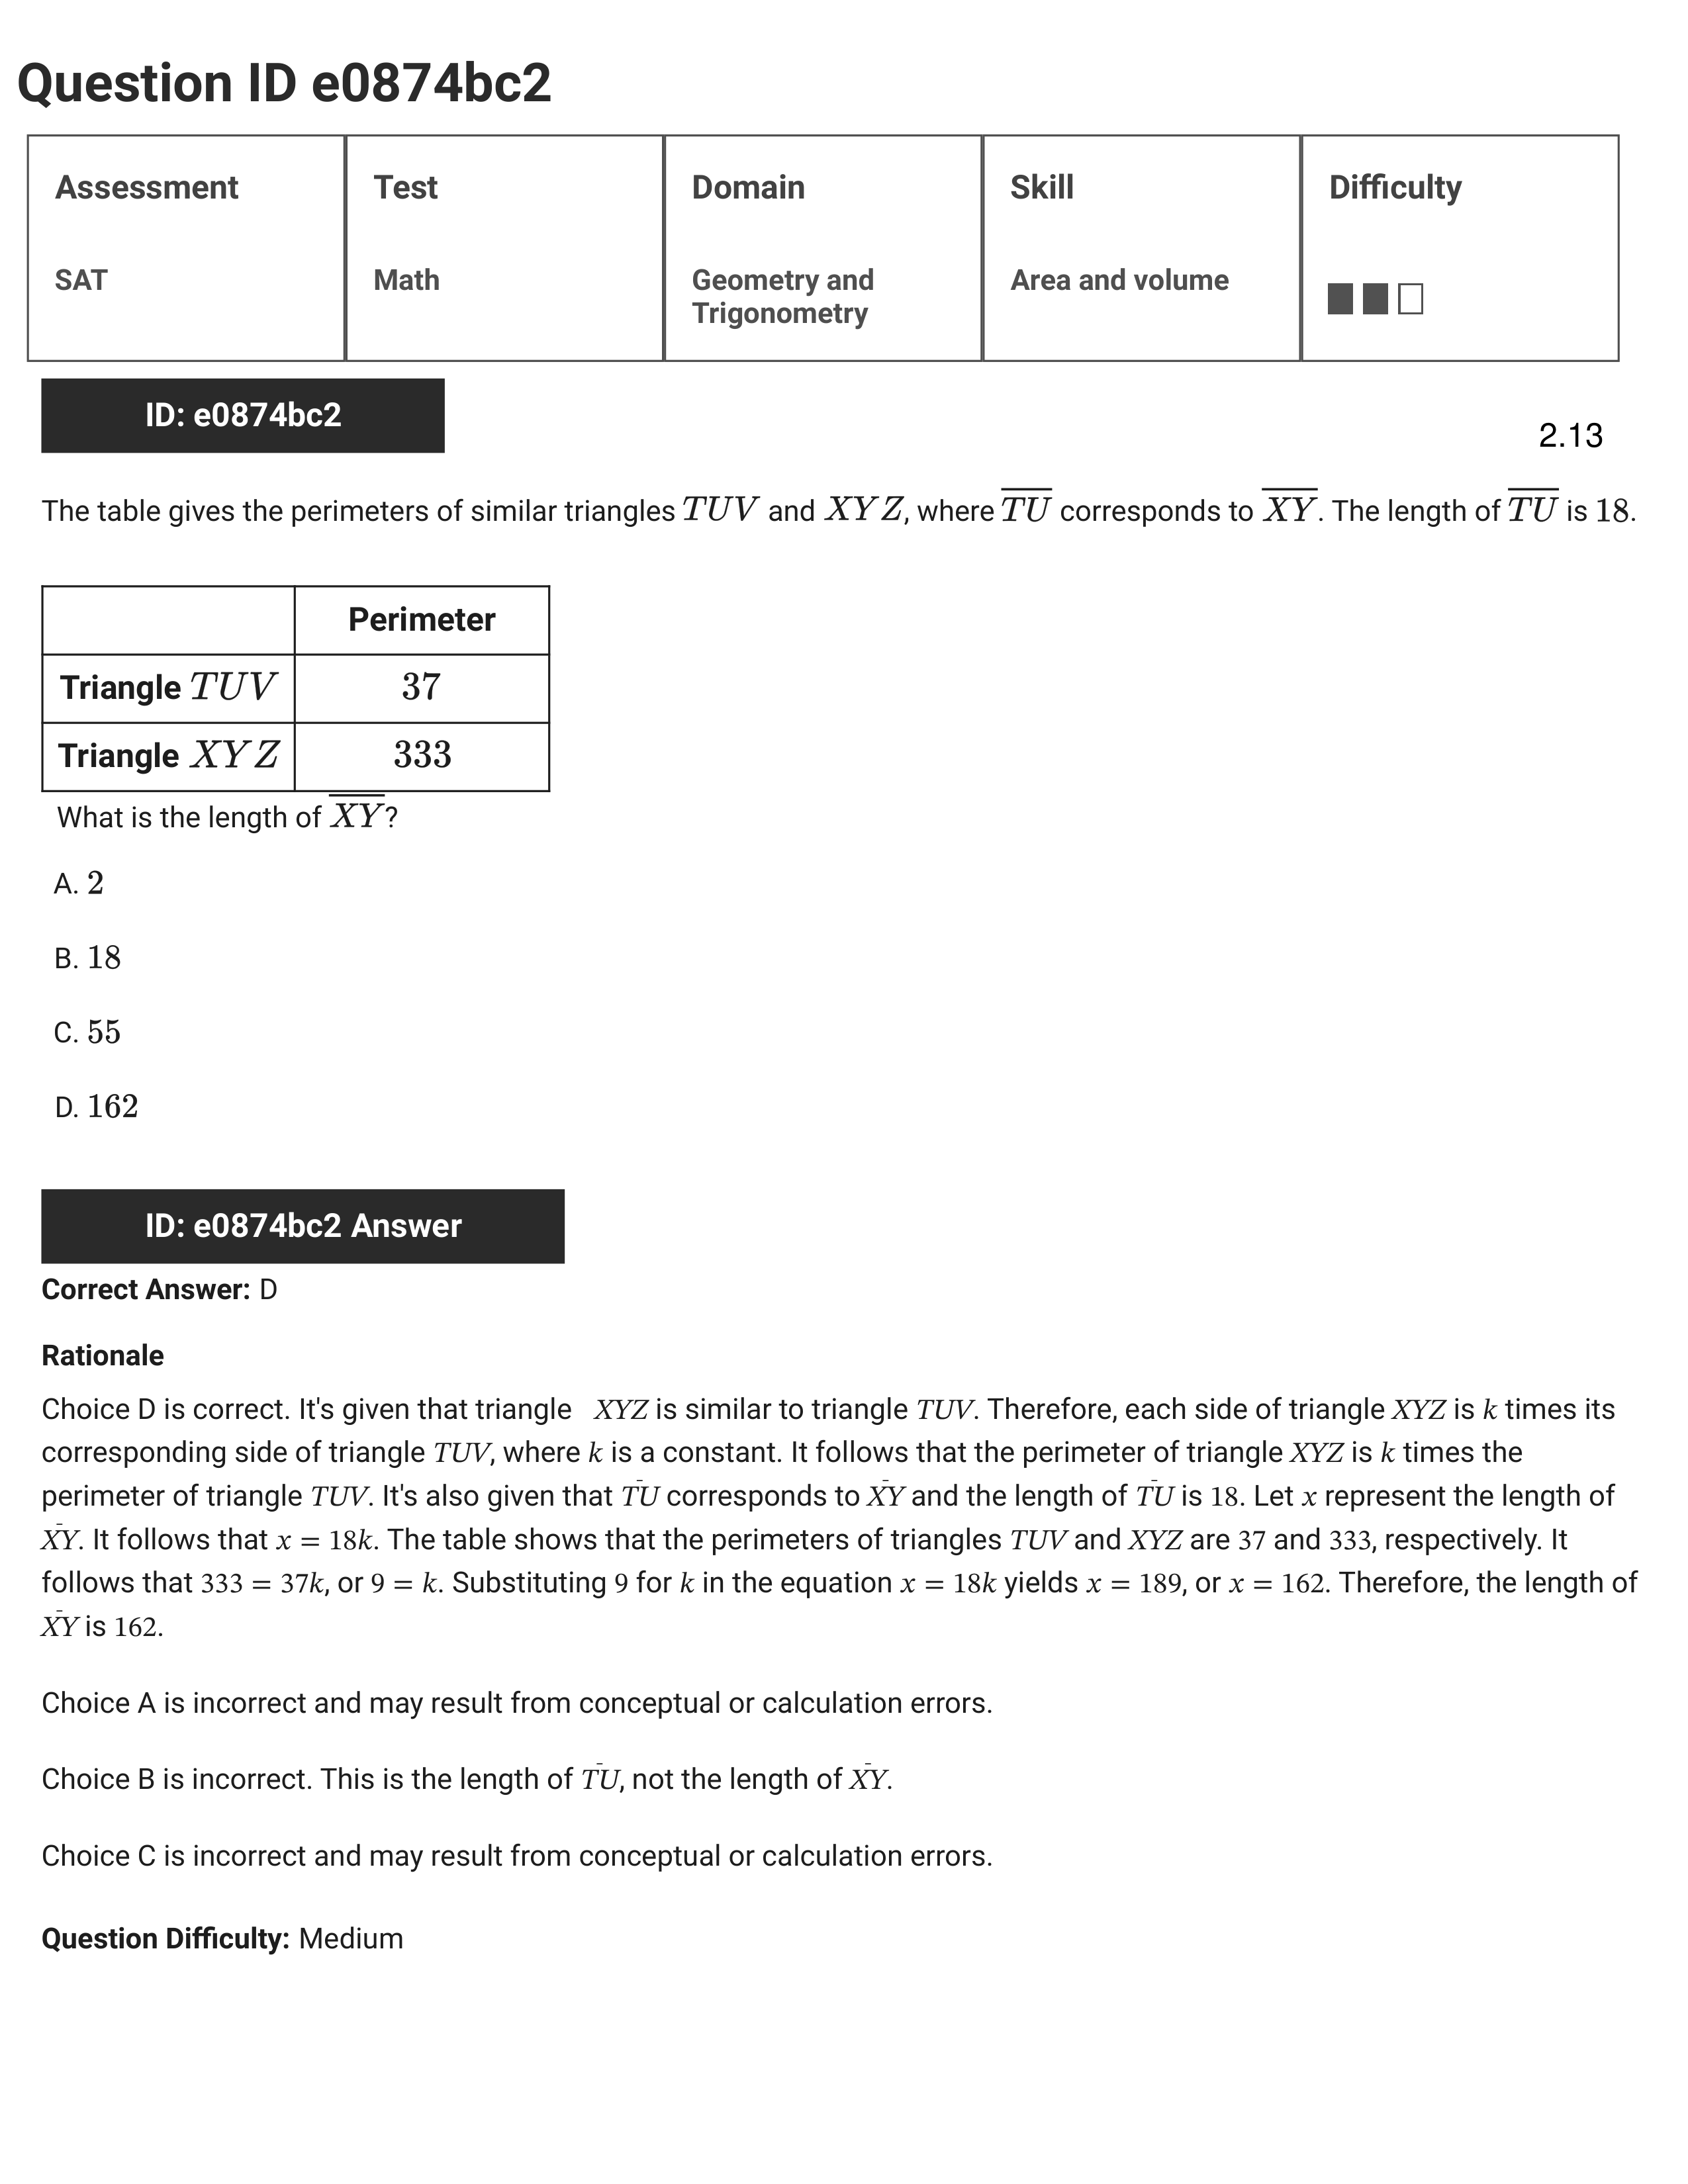 Question ID e0874bc2
Assessment Test Domain Skill Difficulty
SAT Math Geometry and Trigonometry Area and volume
ID: e0874bc2
2.13
The table gives the perimeters of similar triangles TUV and XYZ, where TU corresponds to XY. The length of TU is 18.
Perimeter
Triangle TUV 37
Triangle XYZ 333
What is the length of XY?
A. 2
B. 18
C. 55
D. 162
ID: e0874bc2 Answer
Correct Answer: D
Rationale
Choice D is correct. It's given that triangle XYZ is similar to triangle TUV. Therefore, each side of triangle XYZ is k times its
corresponding side of triangle TUV, where k is a constant. It follows that the perimeter of triangle XYZ is k times the
perimeter of triangle TUV. It's also given that TU corresponds to XY and the length of TU is 18. Let x represent the length of
XY. It follows that x = 18k. The table shows that the perimeters of triangles TUV and XYZ are 37 and 333, respectively. It
follows that 333 = 37k, or 9 = k. Substituting 9 for k in the equation x = 18k yields x = 189, or x = 162. Therefore, the length of
XY is 162.
Choice A is incorrect and may result from conceptual or calculation errors.
Choice B is incorrect. This is the length of TU, not the length of XY.
Choice C is incorrect and may result from conceptual or calculation errors.
Question Difficulty: Medium